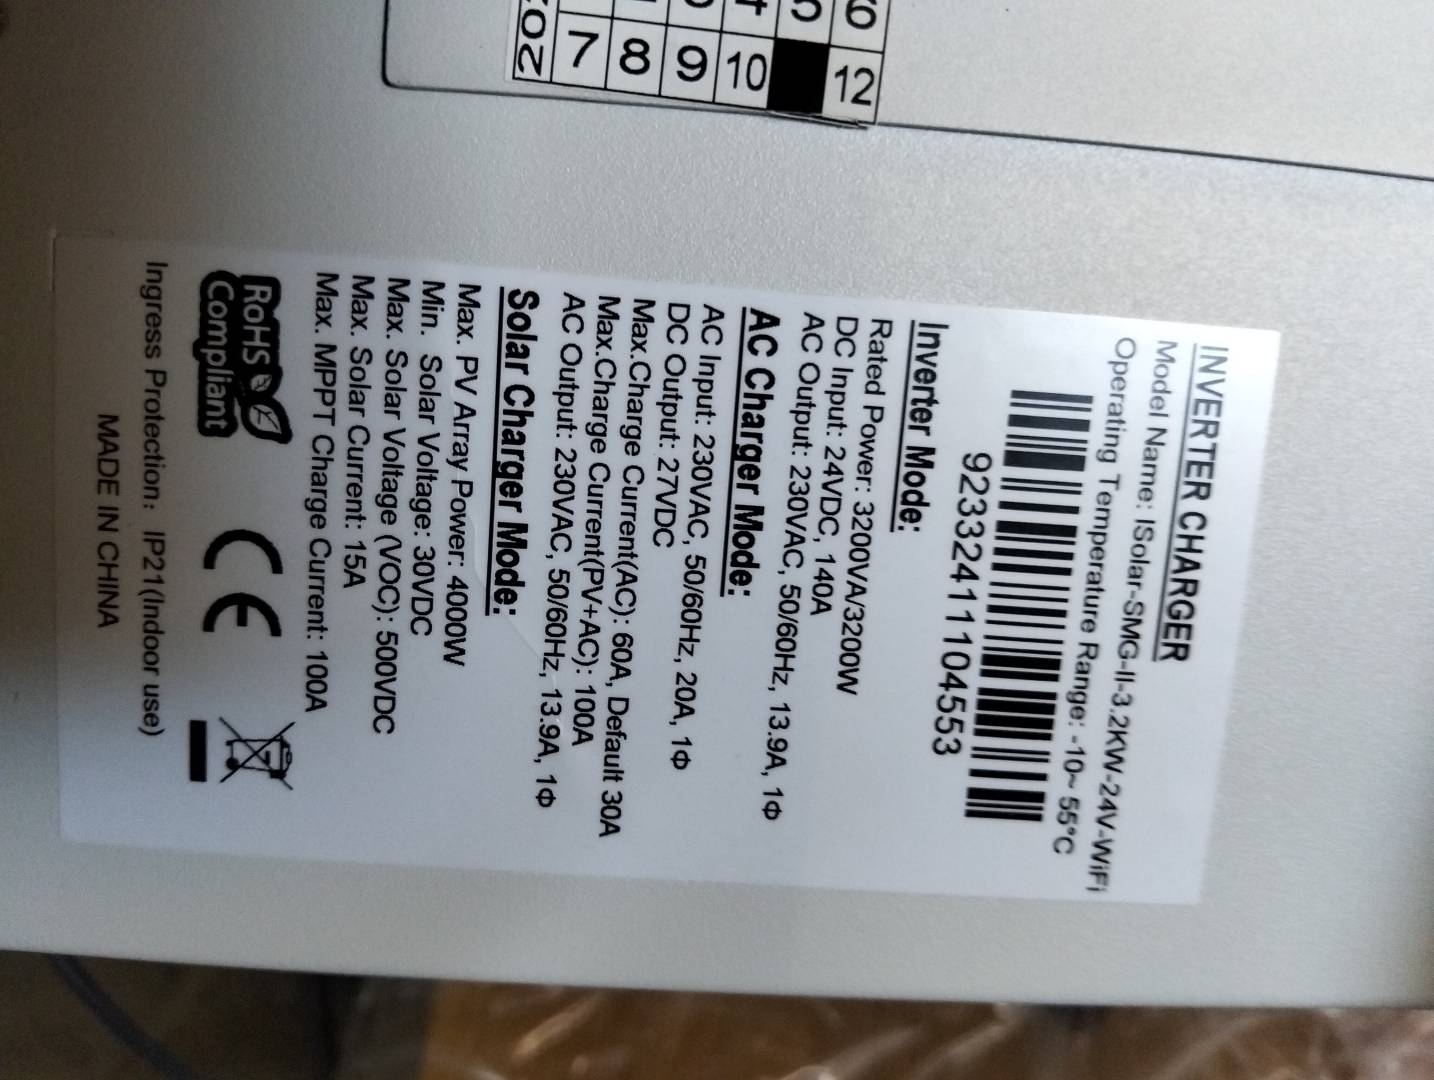 INVERTER CHARGER
Model Name: ISolar-SMG-II-3.2KW-24V-WiFi
Operating Temperature Range: -10~ 55°C
92332411104553
Inverter Mode:
Rated Power: 3200VA/3200W
DC Input: 24VDC, 140A
AC Output: 230VAC, 50/60Hz, 13.9A, 1Φ
AC Charger Mode:
AC Input: 230VAC, 50/60Hz, 20A, 1Φ
DC Output: 27VDC
Max.Charge Current(AC): 60A, Default 30A
Max.Charge Current(PV+AC): 100A
AC Output: 230VAC, 50/60Hz, 13.9A, 1Φ
Solar Charger Mode:
Max. PV Array Power: 4000W
Min. Solar Voltage: 30VDC
Max. Solar Voltage (VOC): 500VDC
Max. Solar Current: 15A
Max. MPPT Charge Current: 100A
RoHS
Compliant
CE
Ingress Protection: IP21(Indoor use)
MADE IN CHINA
6 12
10
9
8
7